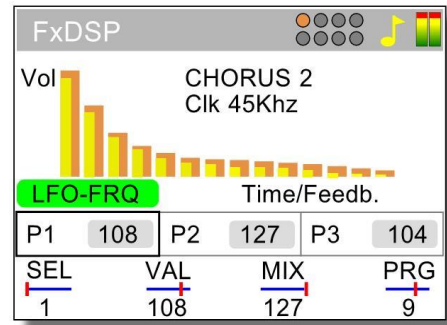 FxDSP
Vol CHORUS 2
Clk 45Khz
LFO-FRQ Time/Feedb.
P1 108 P2 127 P3 104
SEL VAL MIX PRG
1 108 127 9